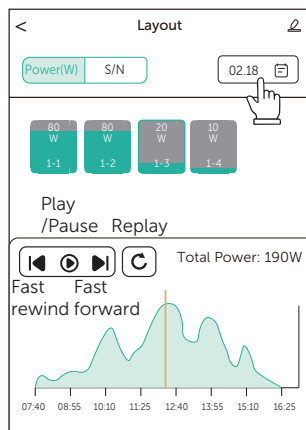 < Layout
Power(W) S/N 02.18
80 80 20 10
W W W W
1-1 1-2 1-3 1-4
Play
/Pause Replay
Total Power: 190W
Fast Fast
rewind forward
07:40 08:55 10:10 11:25 12:40 13:55 15:10 16:25